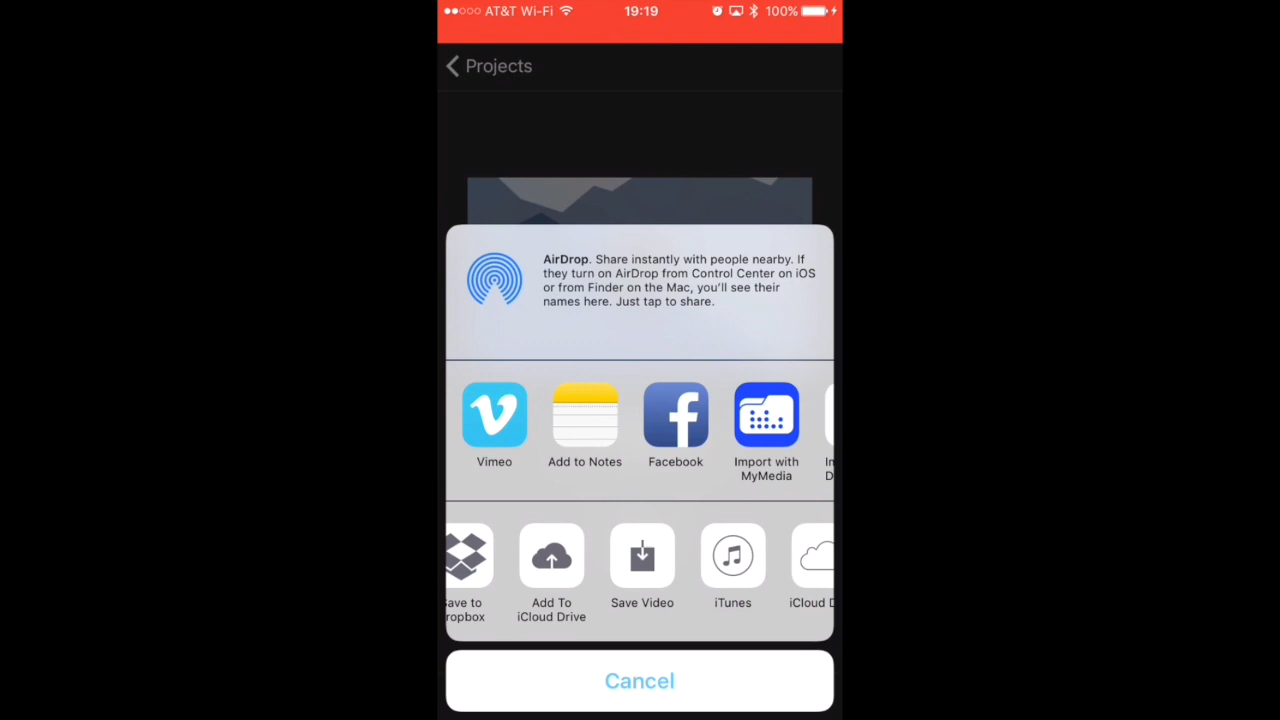 AT&T Wi-Fi 19:19 100%
Projects
AirDrop. Share instantly with people nearby. If
they turn on AirDrop from Control Center on iOS
or from Finder on the Mac, you'll see their
names here. Just tap to share.
Vimeo
Add to Notes
Facebook
Import with
MyMedia
ave to
ropbox
Add To
iCloud Drive
Save Video
iTunes
iCloud D
Cancel